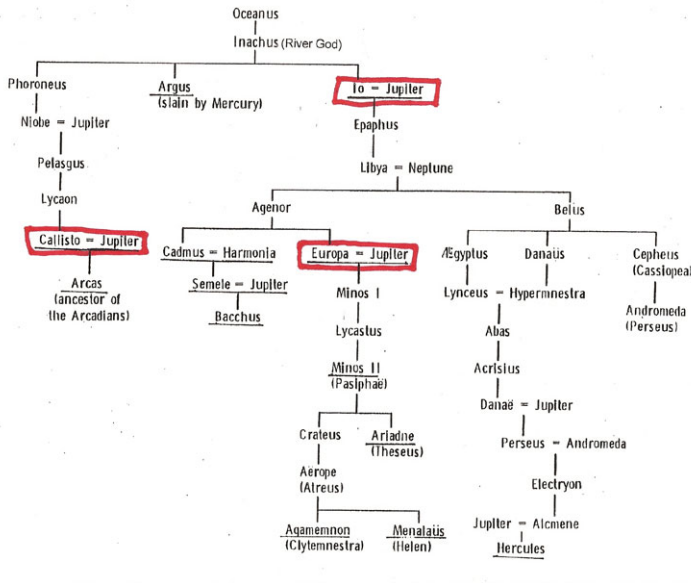 Oceanus
Inachus (River God)
Phoroneus
Argus
(slain by Mercury)
Io = Jupiter
Niobe = Jupiter
Epaphus
Pelasgus
Libya = Neptune
Lycaon
Agenor
Belus
Callisto = Jupiter
Cadmus = Harmonia
Europa = Jupiter
Ægyptus
Danaüs
Cepheus
(Cassiopea)
Arcas
(ancestor of
the Arcadians)
Semele = Jupiter
Minos I
Lynceus = Hypermnestra
Bacchus
Andromeda
(Perseus)
Lycastus
Abas
Minos II
(Pasiphaë)
Acrisius
Danaë = Jupiter
Crateus
Ariadne
(Theseus)
Perseus = Andromeda
Aërope
(Atreus)
Electryon
Agamemnon
(Clytemnestra)
Menalaüs
(Helen)
Jupiter = Alcmene
Hercules